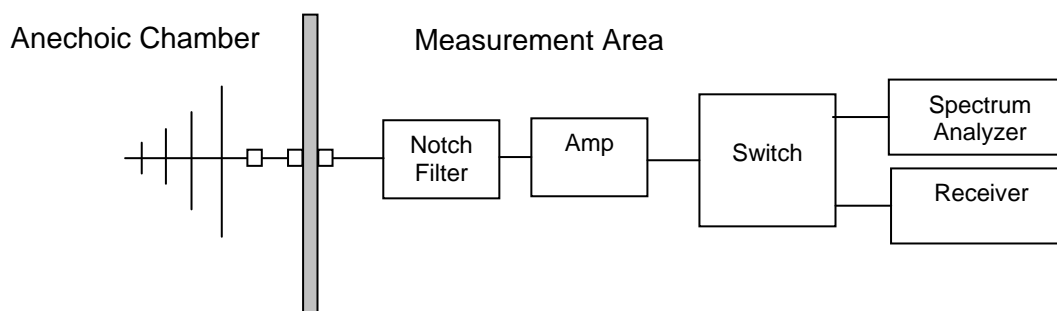 Anechoic Chamber
Measurement Area
Notch
Filter
Amp
Switch
Spectrum
Analyzer
Receiver